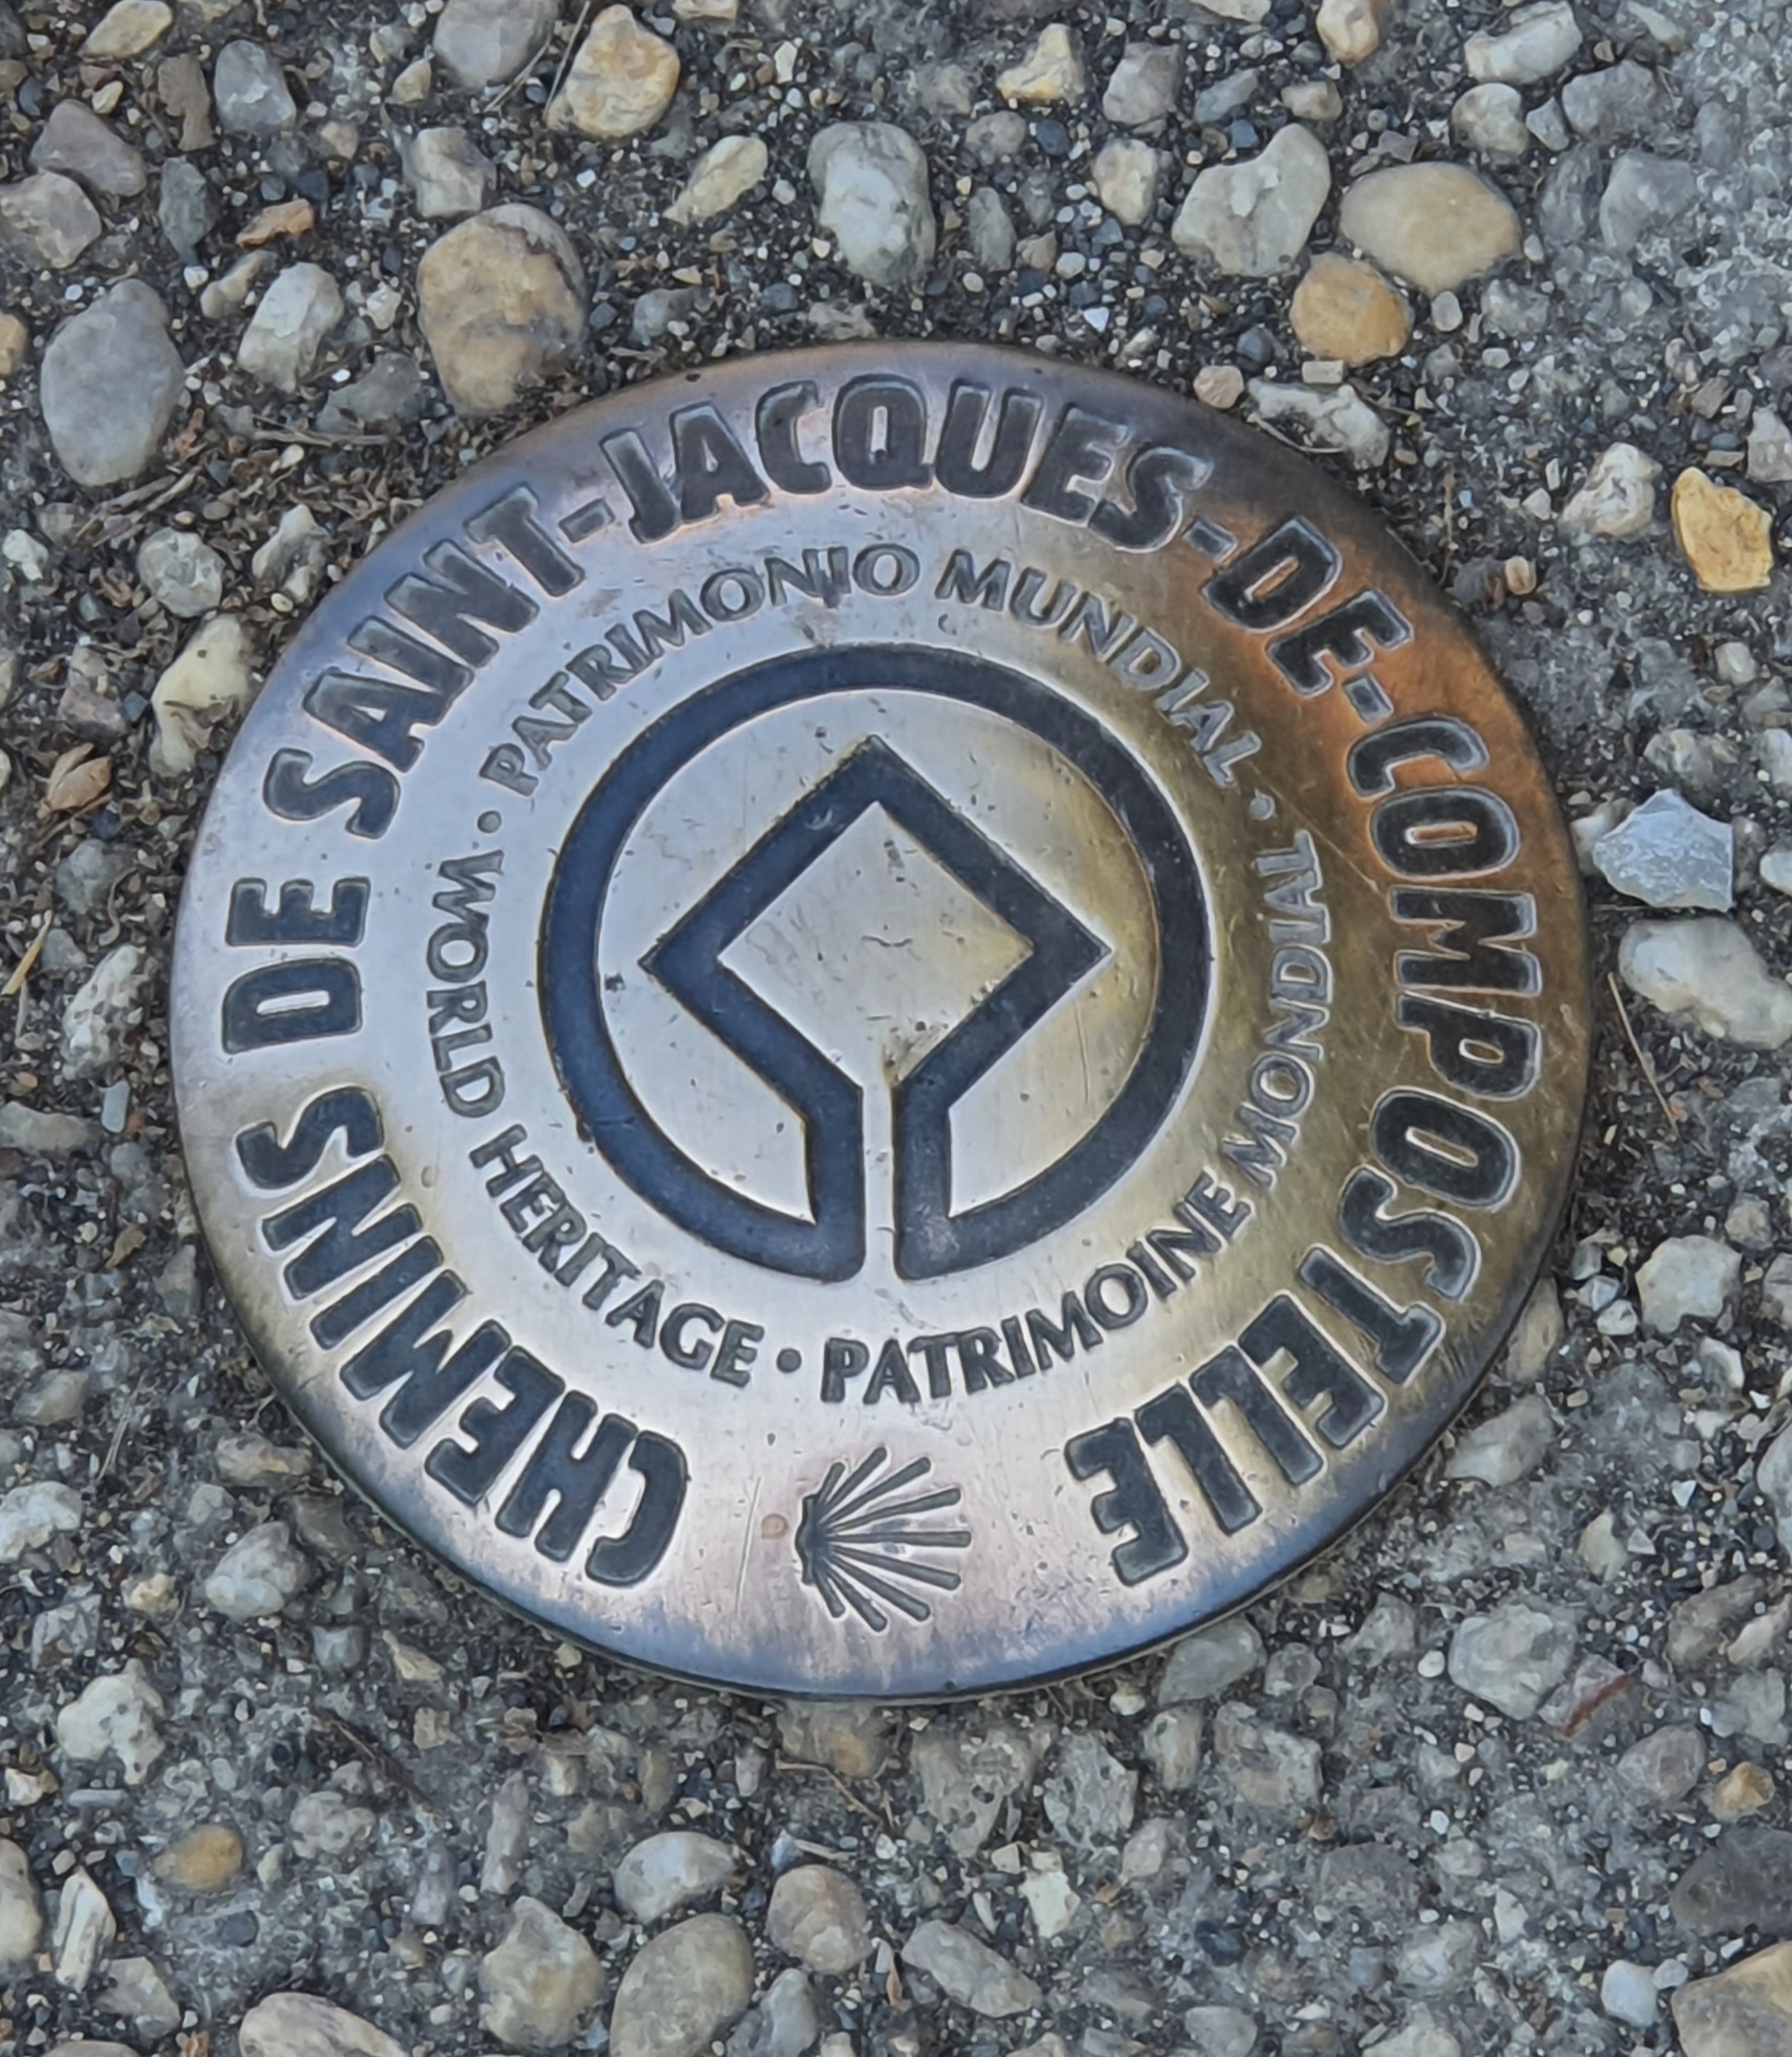 CHEMINS DE SAINT-JACQUES-DE-COMPOSTELLE
• WORLD HERITAGE • PATRIMOINE MONDIAL • PATRIMONIO MUNDIAL